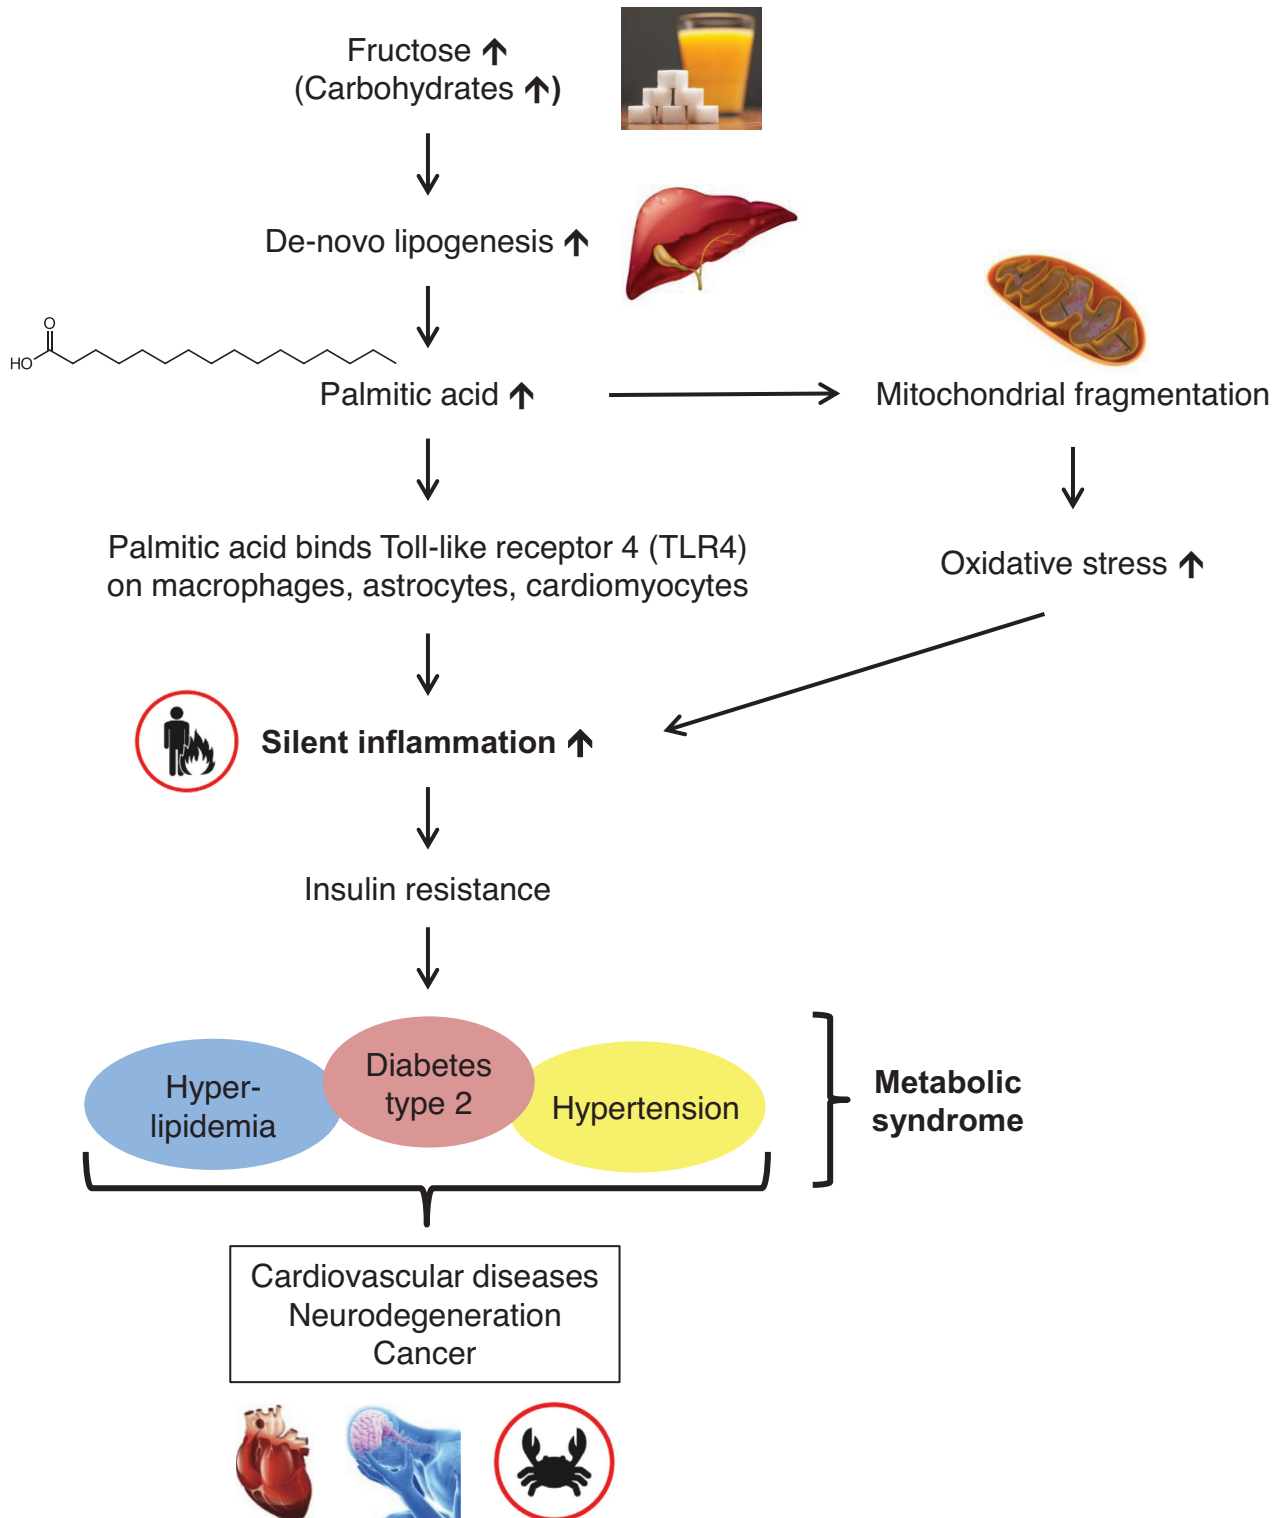 Fructose ↑
(Carbohydrates ↑)
De-novo lipogenesis ↑
O
HO
Palmitic acid ↑
Mitochondrial fragmentation
Palmitic acid binds Toll-like receptor 4 (TLR4)
on macrophages, astrocytes, cardiomyocytes
Oxidative stress ↑
Silent inflammation ↑
Insulin resistance
Hyper-
lipidemia
Diabetes
type 2
Hypertension
Metabolic
syndrome
Cardiovascular diseases
Neurodegeneration
Cancer